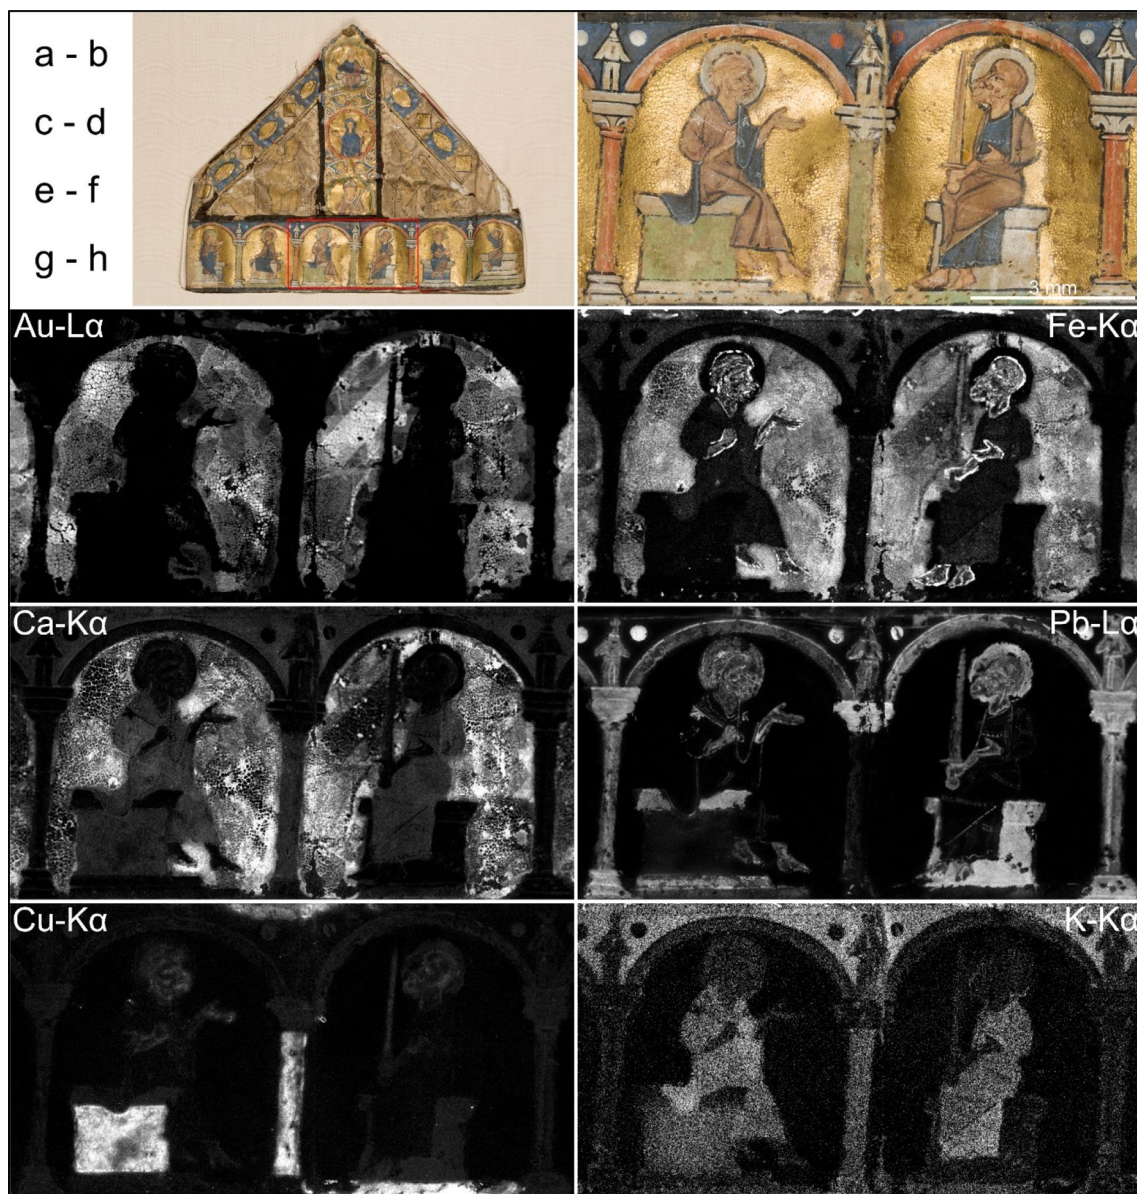 a - b
c - d
e - f
g - h
3 mm
Au-Lα
Fe-Kα
Ca-Kα
Pb-Lα
Cu-Kα
K-Kα